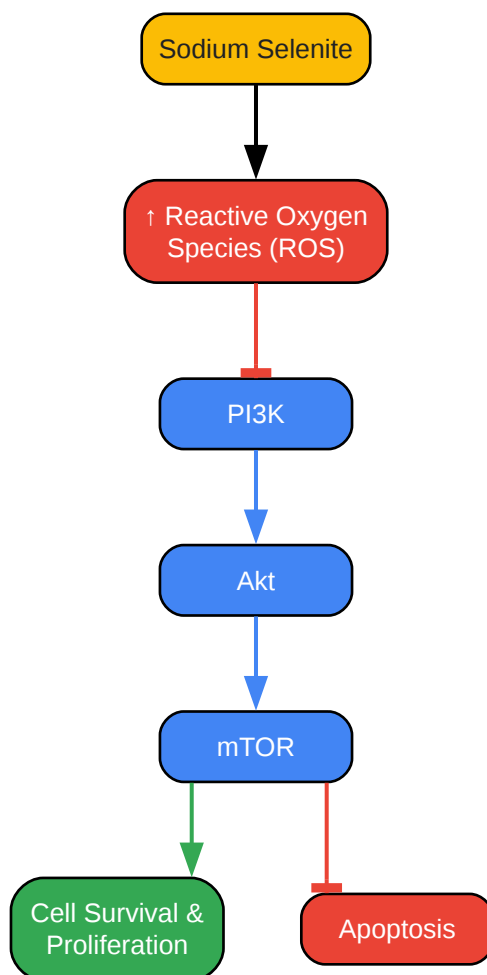 Sodium Selenite
↑ Reactive Oxygen
Species (ROS)
PI3K
Akt
mTOR
Cell Survival &
Proliferation
Apoptosis